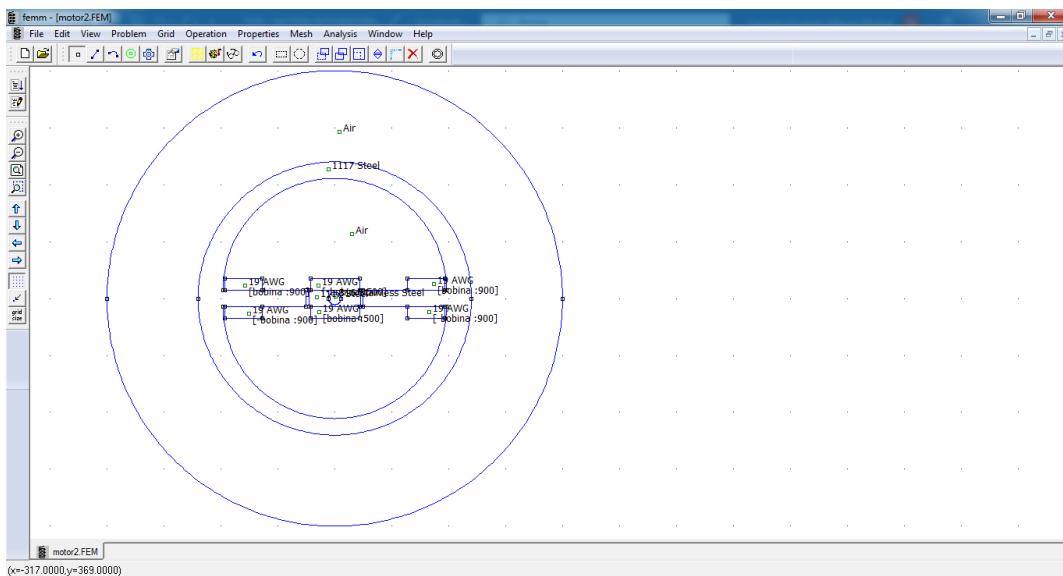 femm - [motor2.FEM]
File Edit View Problem Grid Operation Properties Mesh Analysis Window Help
Air
1117 Steel
Air
19 AWG
[bobina :900]
19 AWG
19 AWG
[bobina :900]
Stainless Steel
19 AWG
[-bobina :900]
19 AWG
[bobina :500]
19 AWG
[-bobina :900]
grid
size
motor2.FEM
(x=-317.0000,y=369.0000)